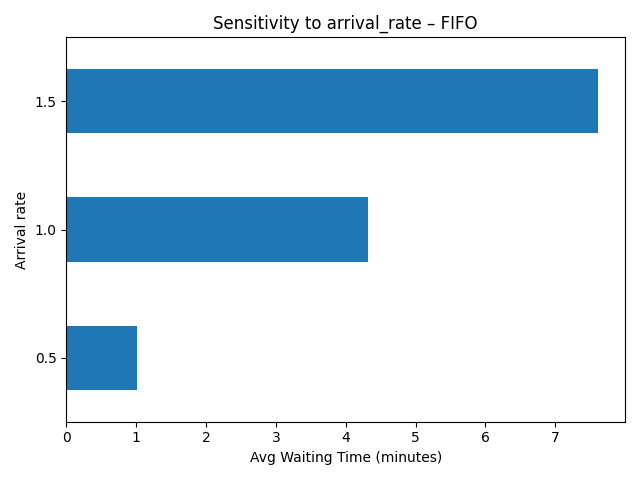 Sensitivity to arrival_rate – FIFO
Arrival rate
1.5
1.0
0.5
0 1 2 3 4 5 6 7
Avg Waiting Time (minutes)